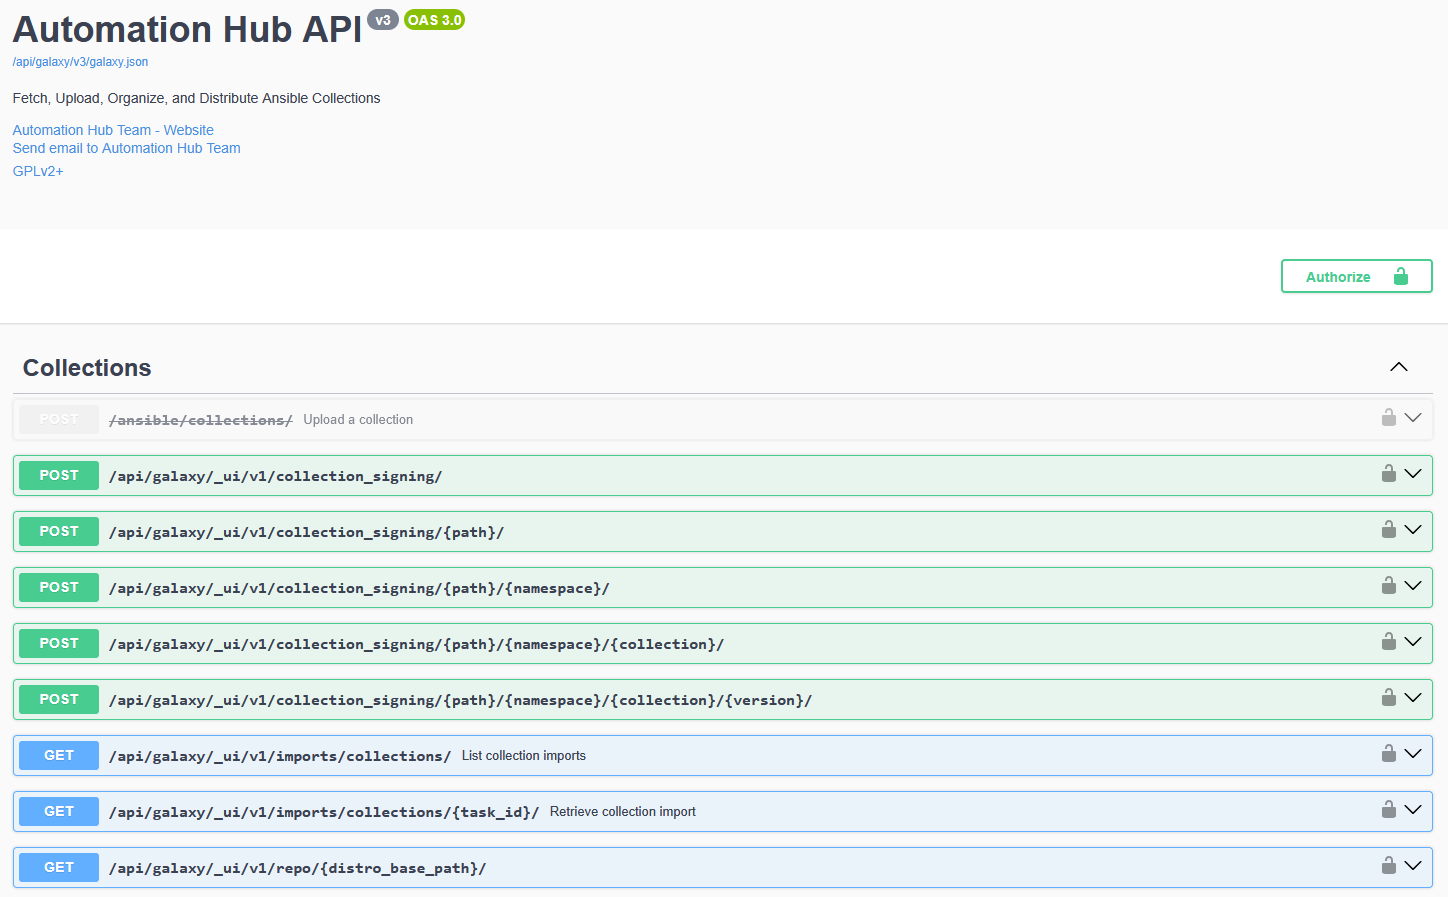 Automation Hub API v3 OAS 3.0
/api/galaxy/v3/galaxy.json
Fetch, Upload, Organize, and Distribute Ansible Collections
Automation Hub Team - Website
Send email to Automation Hub Team
GPLv2+
Authorize
Collections
POST /ansible/collections/ Upload a collection
POST /api/galaxy/_ui/v1/collection_signing/
POST /api/galaxy/_ui/v1/collection_signing/{path}/
POST /api/galaxy/_ui/v1/collection_signing/{path}/{namespace}/
POST /api/galaxy/_ui/v1/collection_signing/{path}/{namespace}/{collection}/
POST /api/galaxy/_ui/v1/collection_signing/{path}/{namespace}/{collection}/{version}/
GET /api/galaxy/_ui/v1/imports/collections/ List collection imports
GET /api/galaxy/_ui/v1/imports/collections/{task_id}/ Retrieve collection import
GET /api/galaxy/_ui/v1/repo/{distro_base_path}/